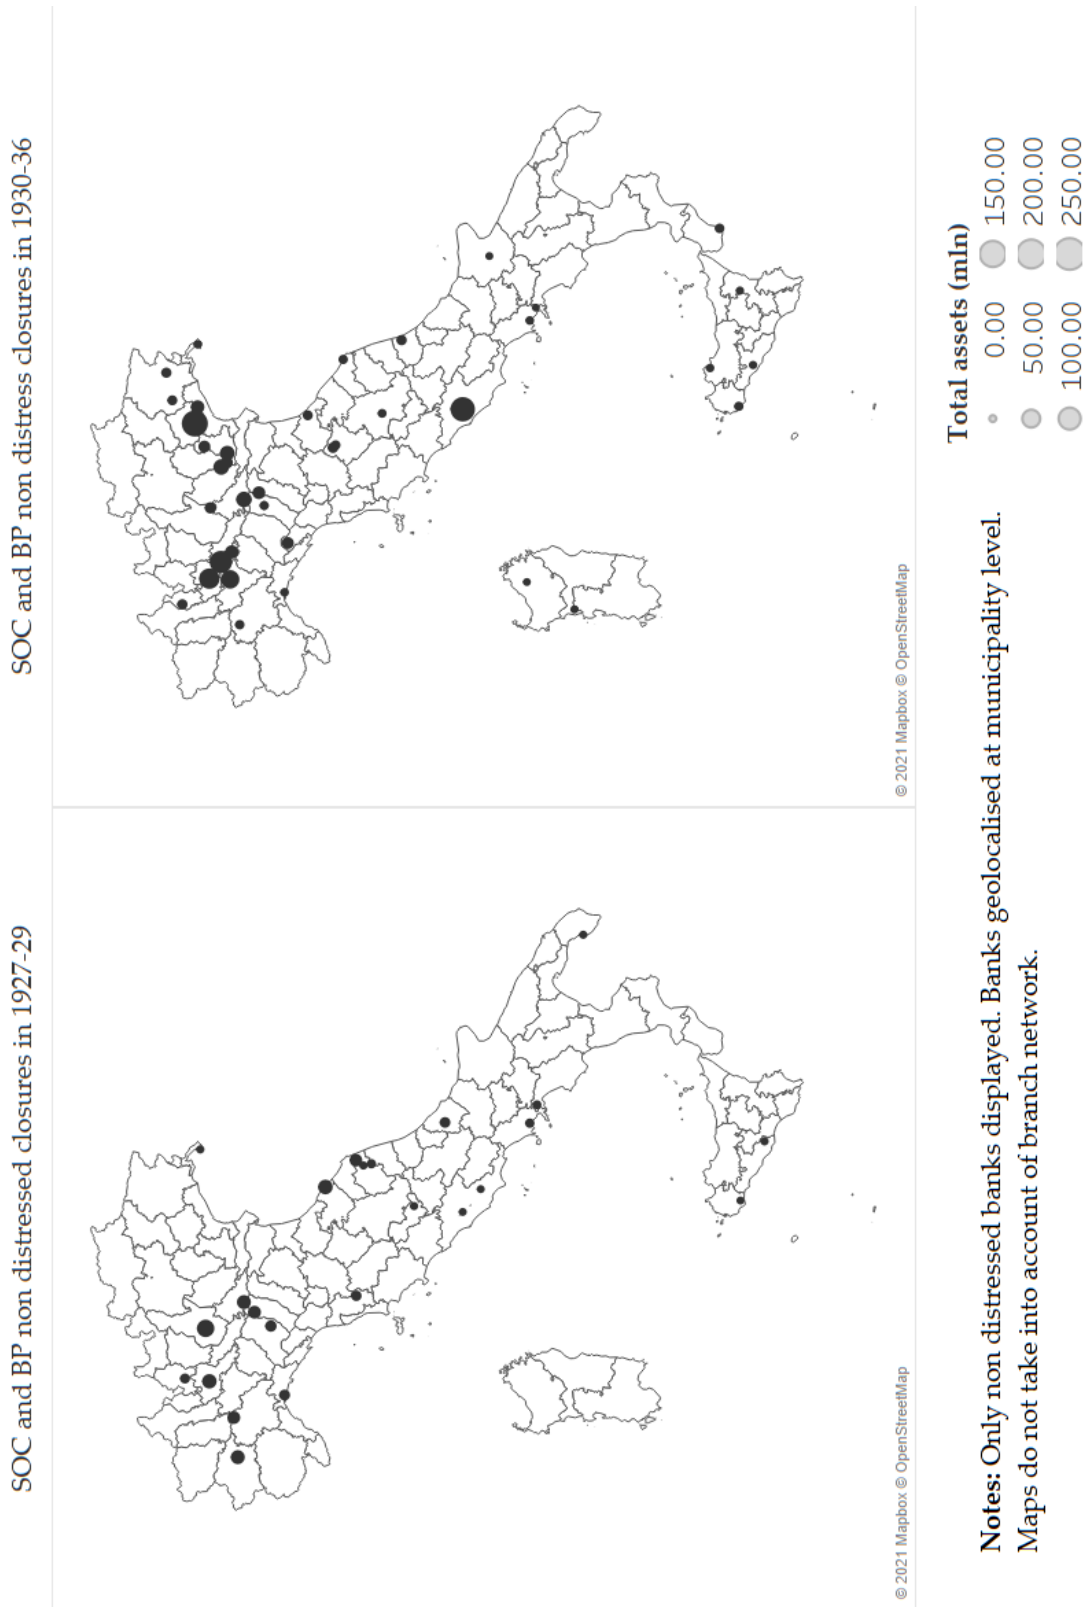 SOC and BP non distressed closures in 1927-29
SOC and BP non distress closures in 1930-36
© 2021 Mapbox © OpenStreetMap
© 2021 Mapbox © OpenStreetMap
Total assets (mln)
0.00 150.00
50.00 200.00
100.00 250.00
Notes: Only non distressed banks displayed. Banks geolocalised at municipality level.
Maps do not take into account of branch network.